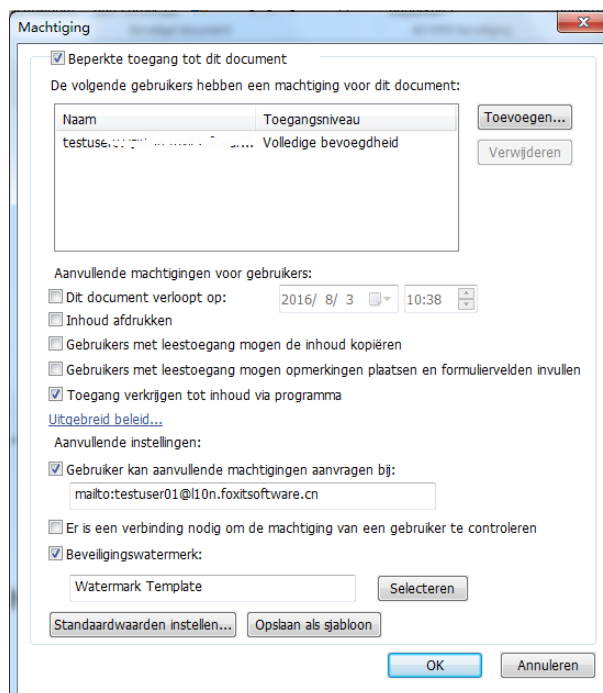 Machtiging
Beperkte toegang tot dit document
De volgende gebruikers hebben een machtiging voor dit document:
Naam Toegangsniveau
Volledige bevoegdheid
Toevoegen...
Verwijderen
Aanvullende machtigingen voor gebruikers:
Dit document verloopt op: 2016/ 8/ 3 10:38
Inhoud afdrukken
Gebruikers met leestoegang mogen de inhoud kopiëren
Gebruikers met leestoegang mogen opmerkingen plaatsen en formuliervelden invullen
Toegang verkrijgen tot inhoud via programma
Uitgebreid beleid...
Aanvullende instellingen:
Gebruiker kan aanvullende machtigingen aanvragen bij:
mailto:testuser01@l10n.foxitsoftware.cn
Er is een verbinding nodig om de machtiging van een gebruiker te controleren
Beveiligingswatermerk:
Watermark Template Selecteren
Standaardwaarden instellen... Opslaan als sjabloon
OK Annuleren